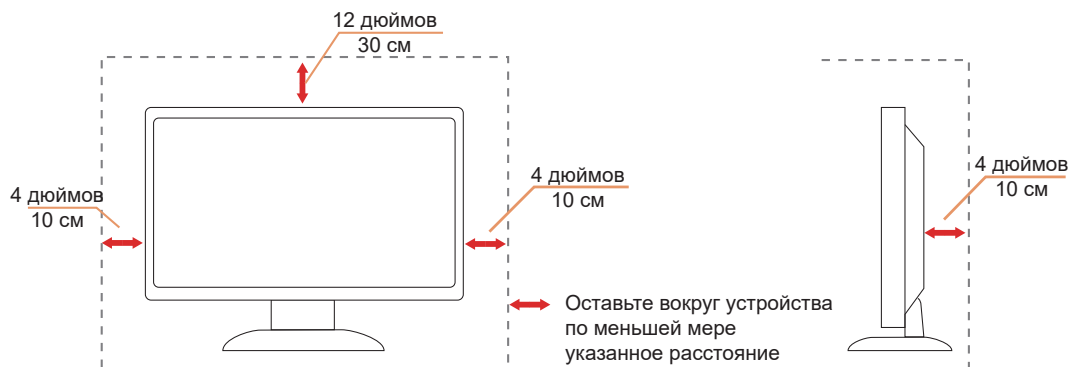 12 дюймов
30 см
4 дюймов
10 см
4 дюймов
10 см
4 дюймов
10 см
Оставьте вокруг устройства
по меньшей мере
указанное расстояние